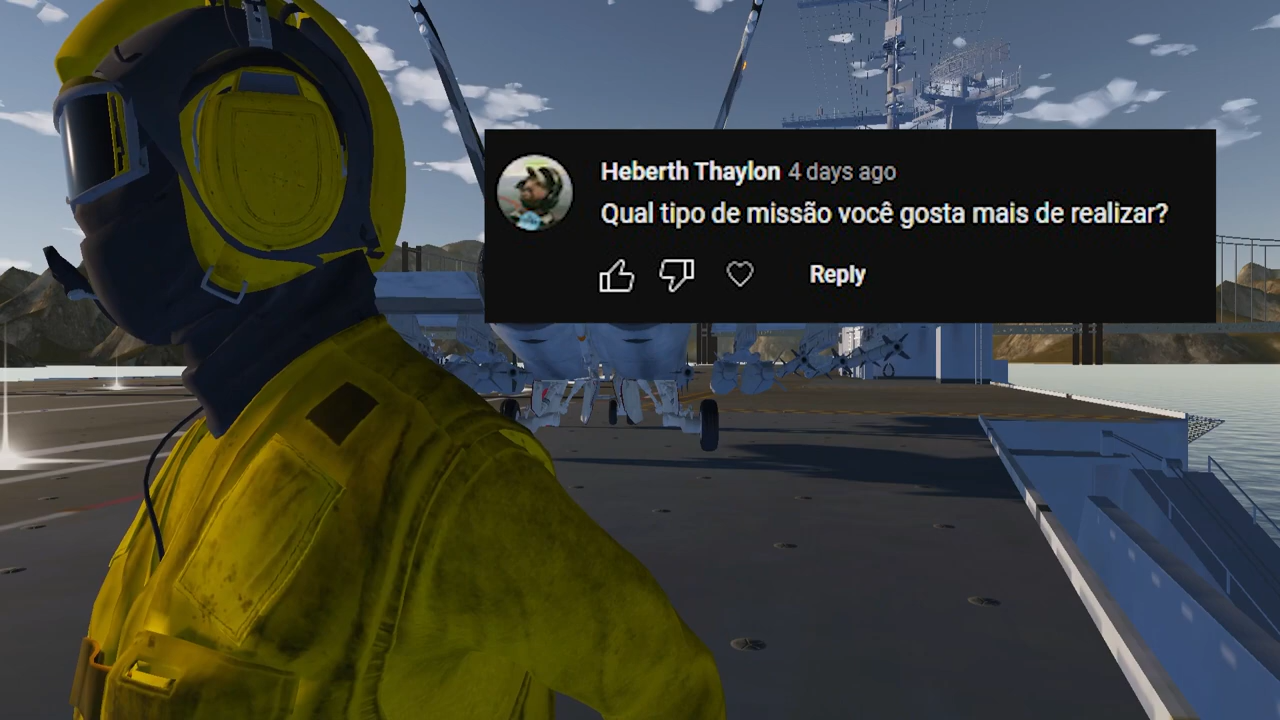 Heberth Thaylon 4 days ago
Qual tipo de missão você gosta mais de realizar?
Reply